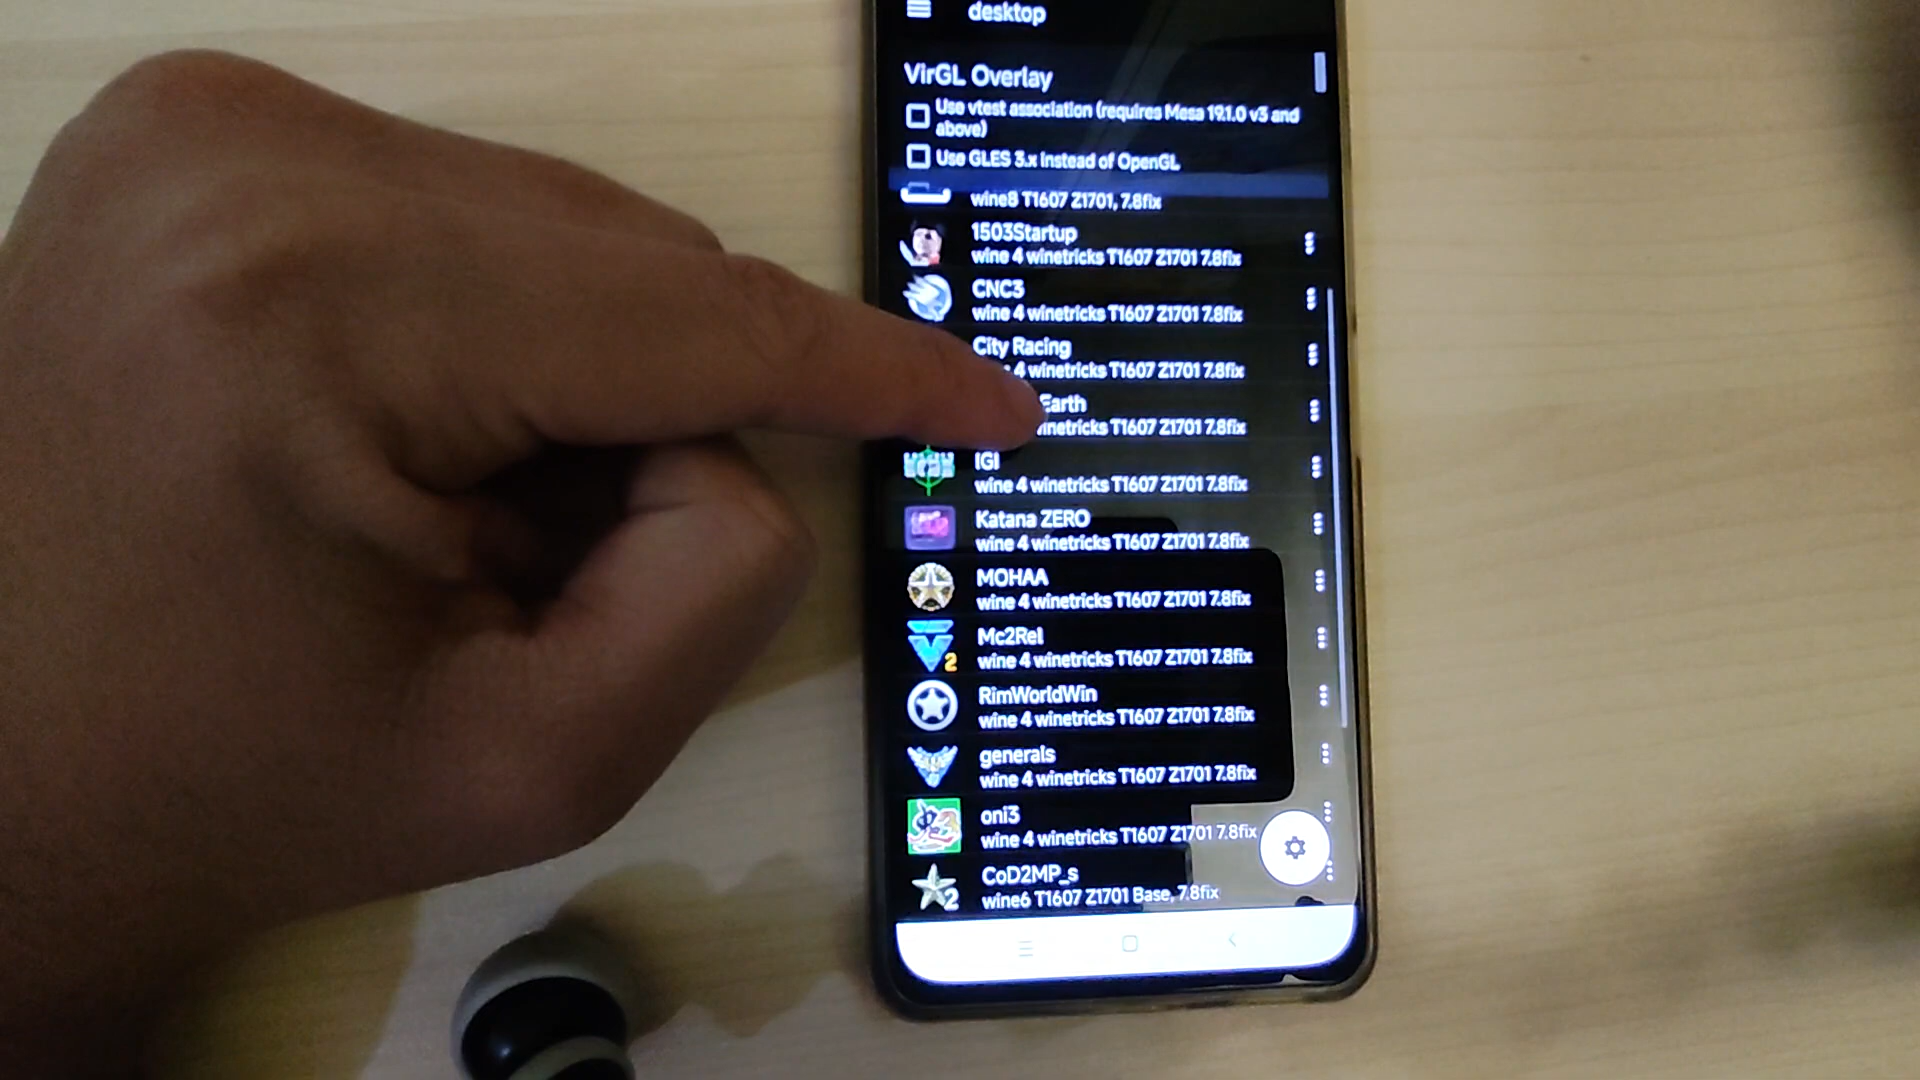 desktop
VirGL Overlay
Use vtest association (requires Mesa 19.1.0 v3 and
above)
Use GLES 3.x instead of OpenGL
wine8 T1607 Z1701, 7.8fix
1503Startup
wine 4 winetricks T1607 Z1701 7.8fix
CNC3
wine 4 winetricks T1607 Z1701 7.8fix
City Racing
4 winetricks T1607 Z1701 7.8fix
Earth
T1607 Z1701 7.8fix
IGI
wine 4 winetricks T1607 Z1701 7.8fix
Katana ZERO
wine 4 winetricks T1607 Z1701 7.8fix
MOHAA
wine 4 winetricks T1607 Z1701 7.8fix
Mc2Rel
wine 4 winetricks T1607 Z1701 7.8fix
2
RimWorldWin
wine 4 winetricks T1607 Z1701 7.8fix
generals
wine 4 winetricks T1607 Z1701 7.8fix
oni3
wine 4 winetricks T1607 Z1701 7.8fix
CoD2MP_s
wine6 T1607 Z1701 Base, 7.8fix
2